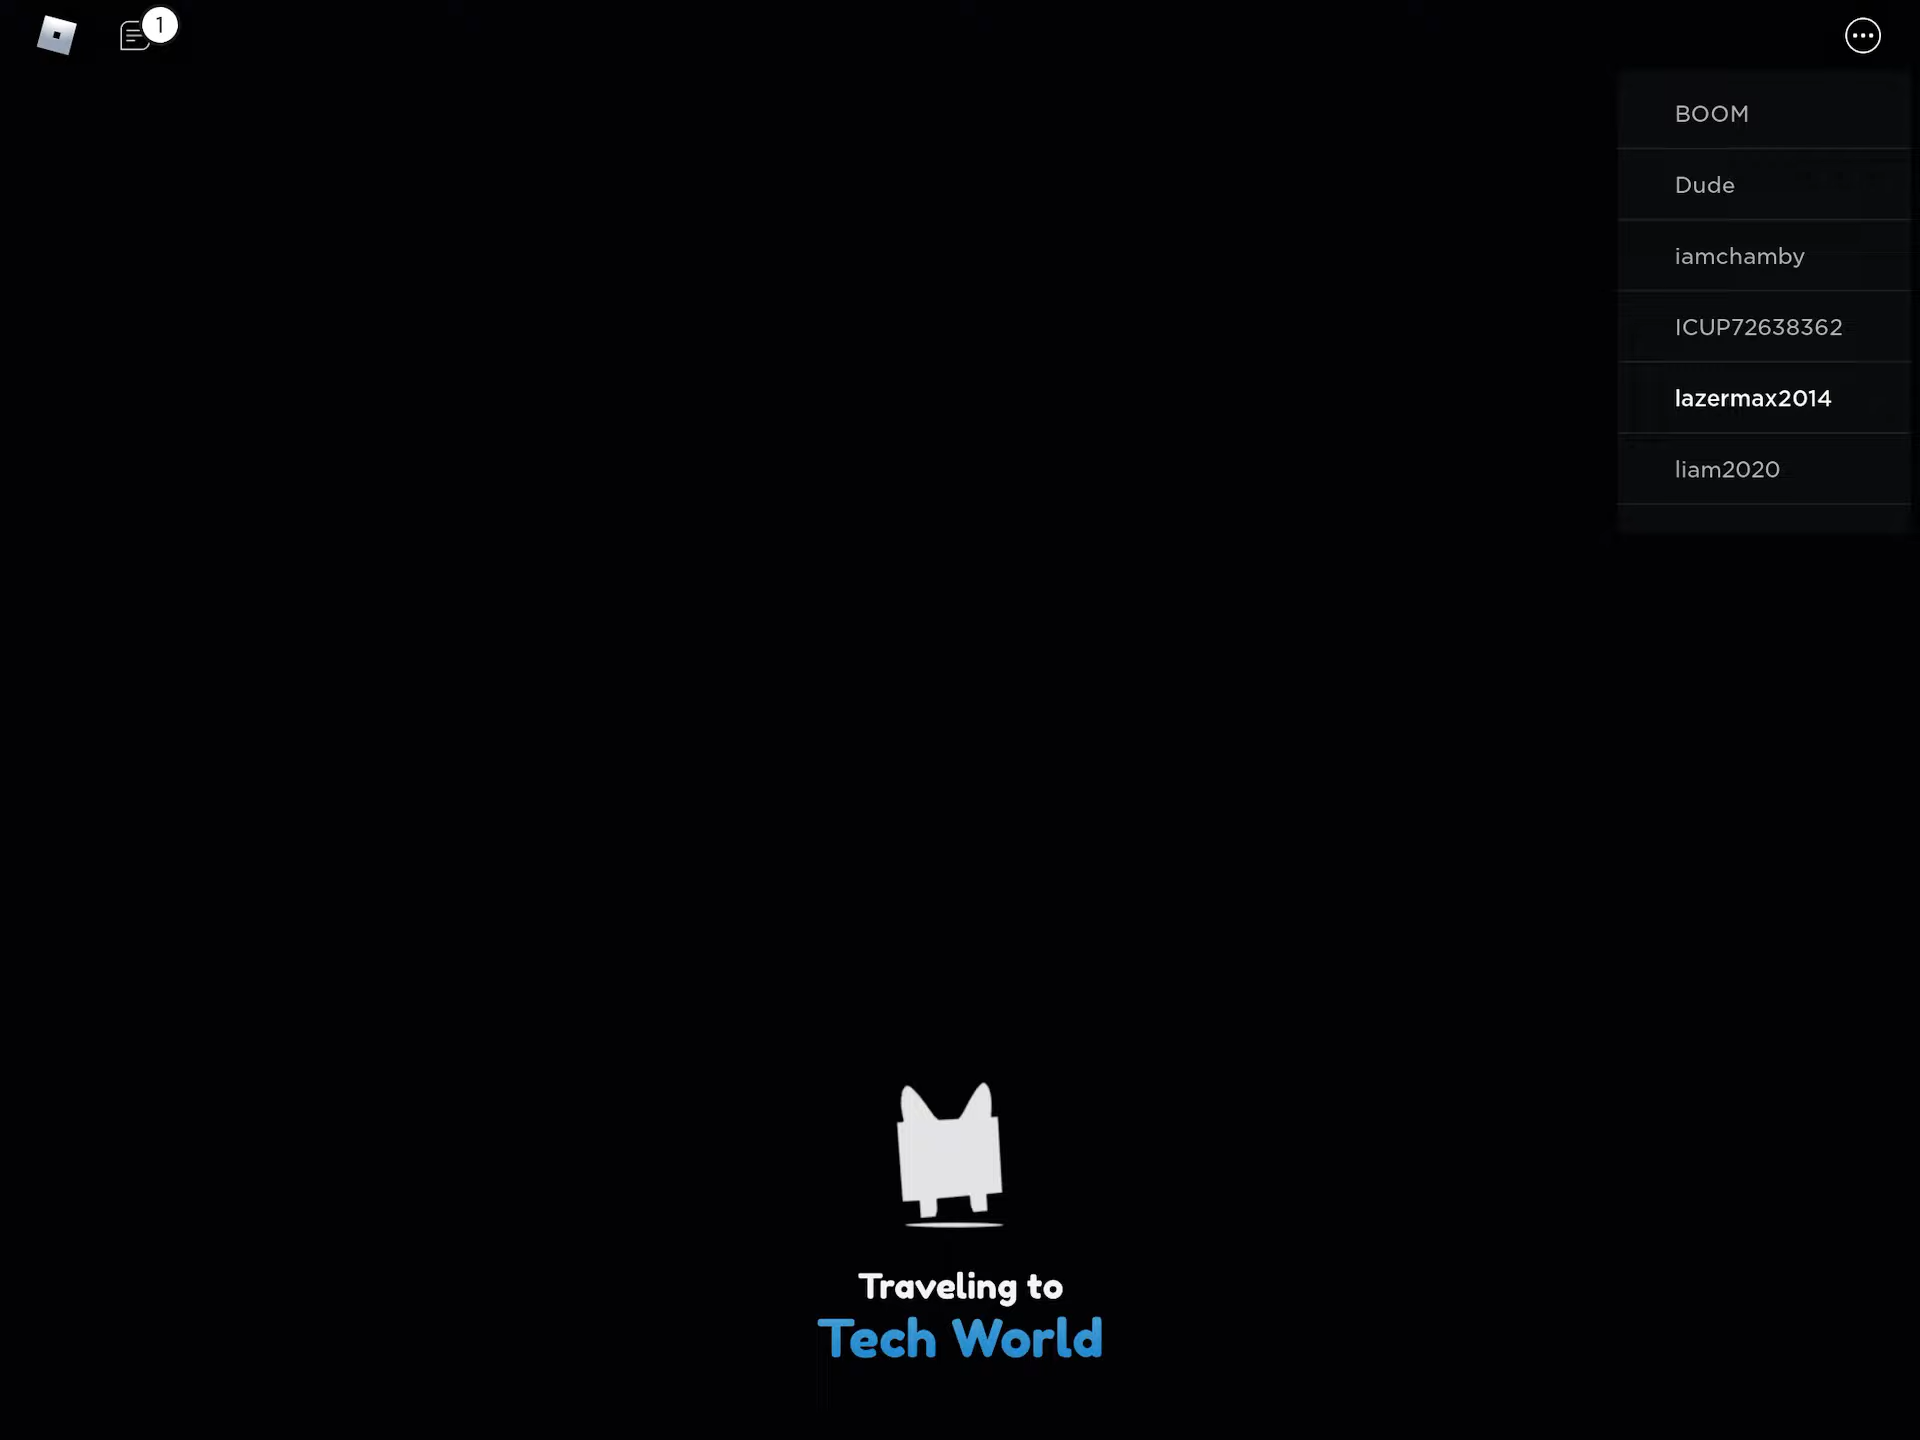 1
BOOM
Dude
iamchamby
ICUP72638362
lazermax2014
liam2020
Traveling to
Tech World